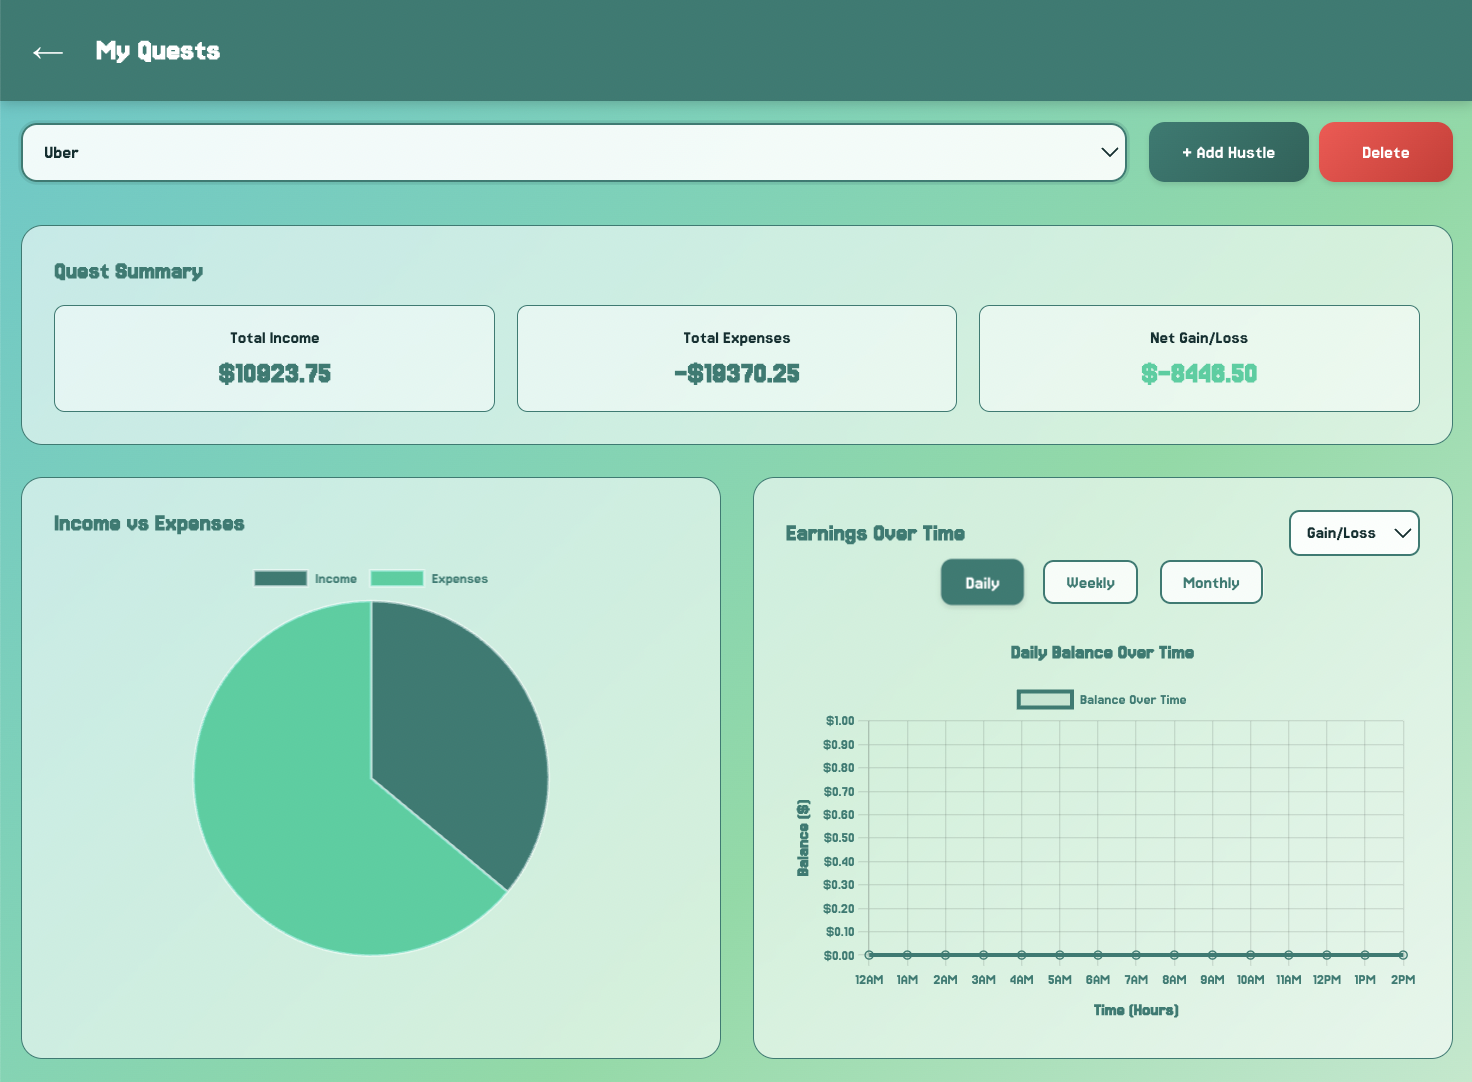 ← My Quests
Uber
+ Add Hustle
Delete
Quest Summary
Total Income
$10923.75
Total Expenses
-$19370.25
Net Gain/Loss
$-8446.50
Income vs Expenses
Income
Expenses
Earnings Over Time
Gain/Loss
Daily
Weekly
Monthly
Daily Balance Over Time
Balance Over Time
Balance ($)
$1.00
$0.90
$0.80
$0.70
$0.60
$0.50
$0.40
$0.30
$0.20
$0.10
$0.00
12AM 1AM 2AM 3AM 4AM 5AM 6AM 7AM 8AM 9AM 10AM 11AM 12PM 1PM 2PM
Time (Hours)